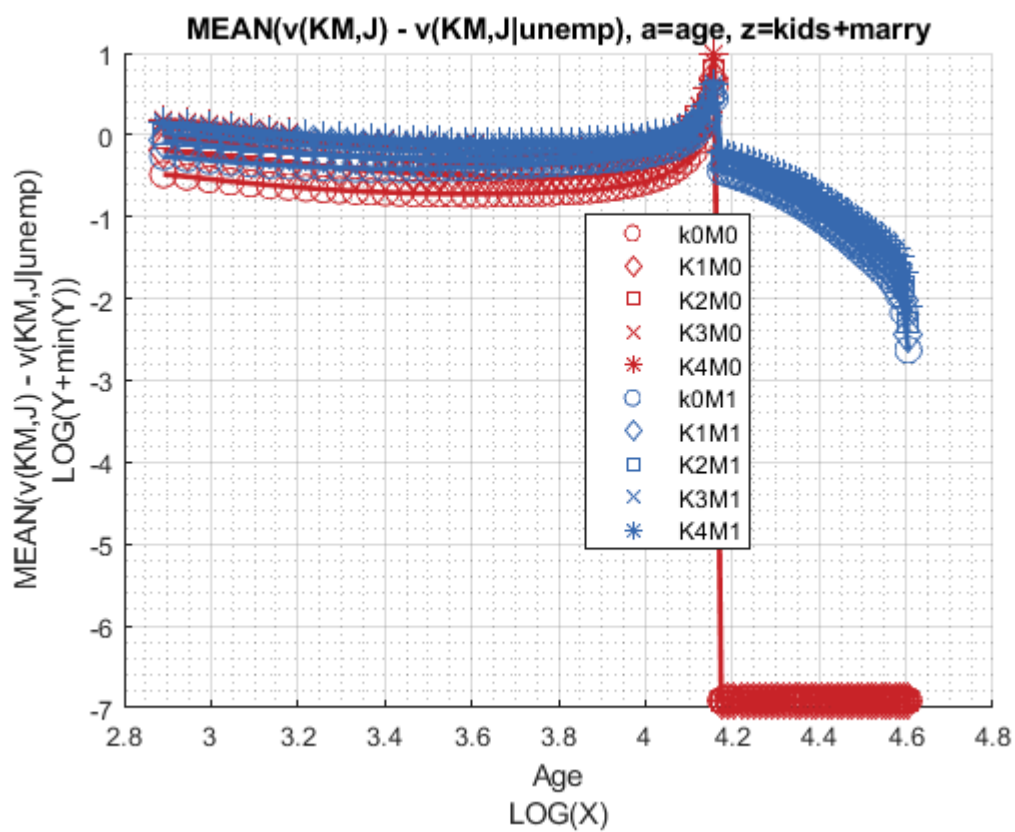 MEAN(v(KM,J) - v(KM,J|unemp), a=age, z=kids+marry
1
0
-1
-2
-3
-4
-5
-6
-7
MEAN(v(KM,J) - v(KM,J|unemp)
LOG(Y+min(Y))
k0M0
K1M0
K2M0
K3M0
K4M0
k0M1
K1M1
K2M1
K3M1
K4M1
2.8 3 3.2 3.4 3.6 3.8 4 4.2 4.4 4.6 4.8
Age
LOG(X)